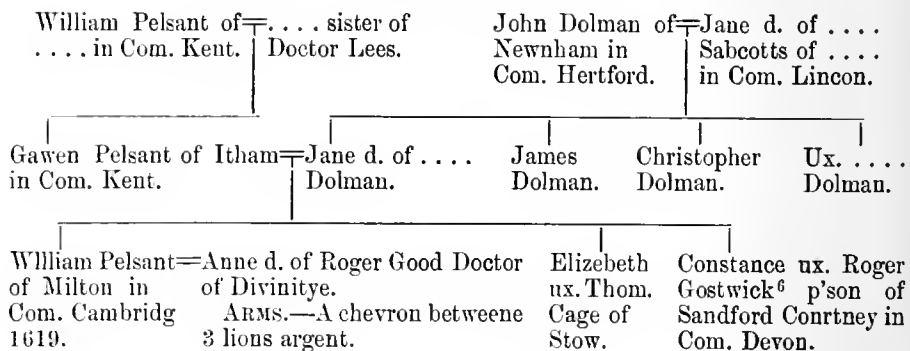 William Pelsant of
. . . . in Com. Kent.
. . . . sister of
Doctor Lees.
John Dolman of
Newnham in
Com. Hertford.
Jane d. of . . . .
Sabcotts of . . . .
in Com. Lincon.
Gawen Pelsant of Itham
in Com. Kent.
Jane d. of . . . .
Dolman.
James
Dolman.
Christopher
Dolman.
Ux. . . . .
Dolman.
WIlliam Pelsant
of Milton in
Com. Cambridg
1619.
Anne d. of Roger Good Doctor
of Divinitye.
ARMS.—A chevron betweene
3 lions argent.
Elizebeth
ux. Thom.
Cage of
Stow.
Constance ux. Roger
Gostwick⁶ p'son of
Sandford Conrtney in
Com. Devon.